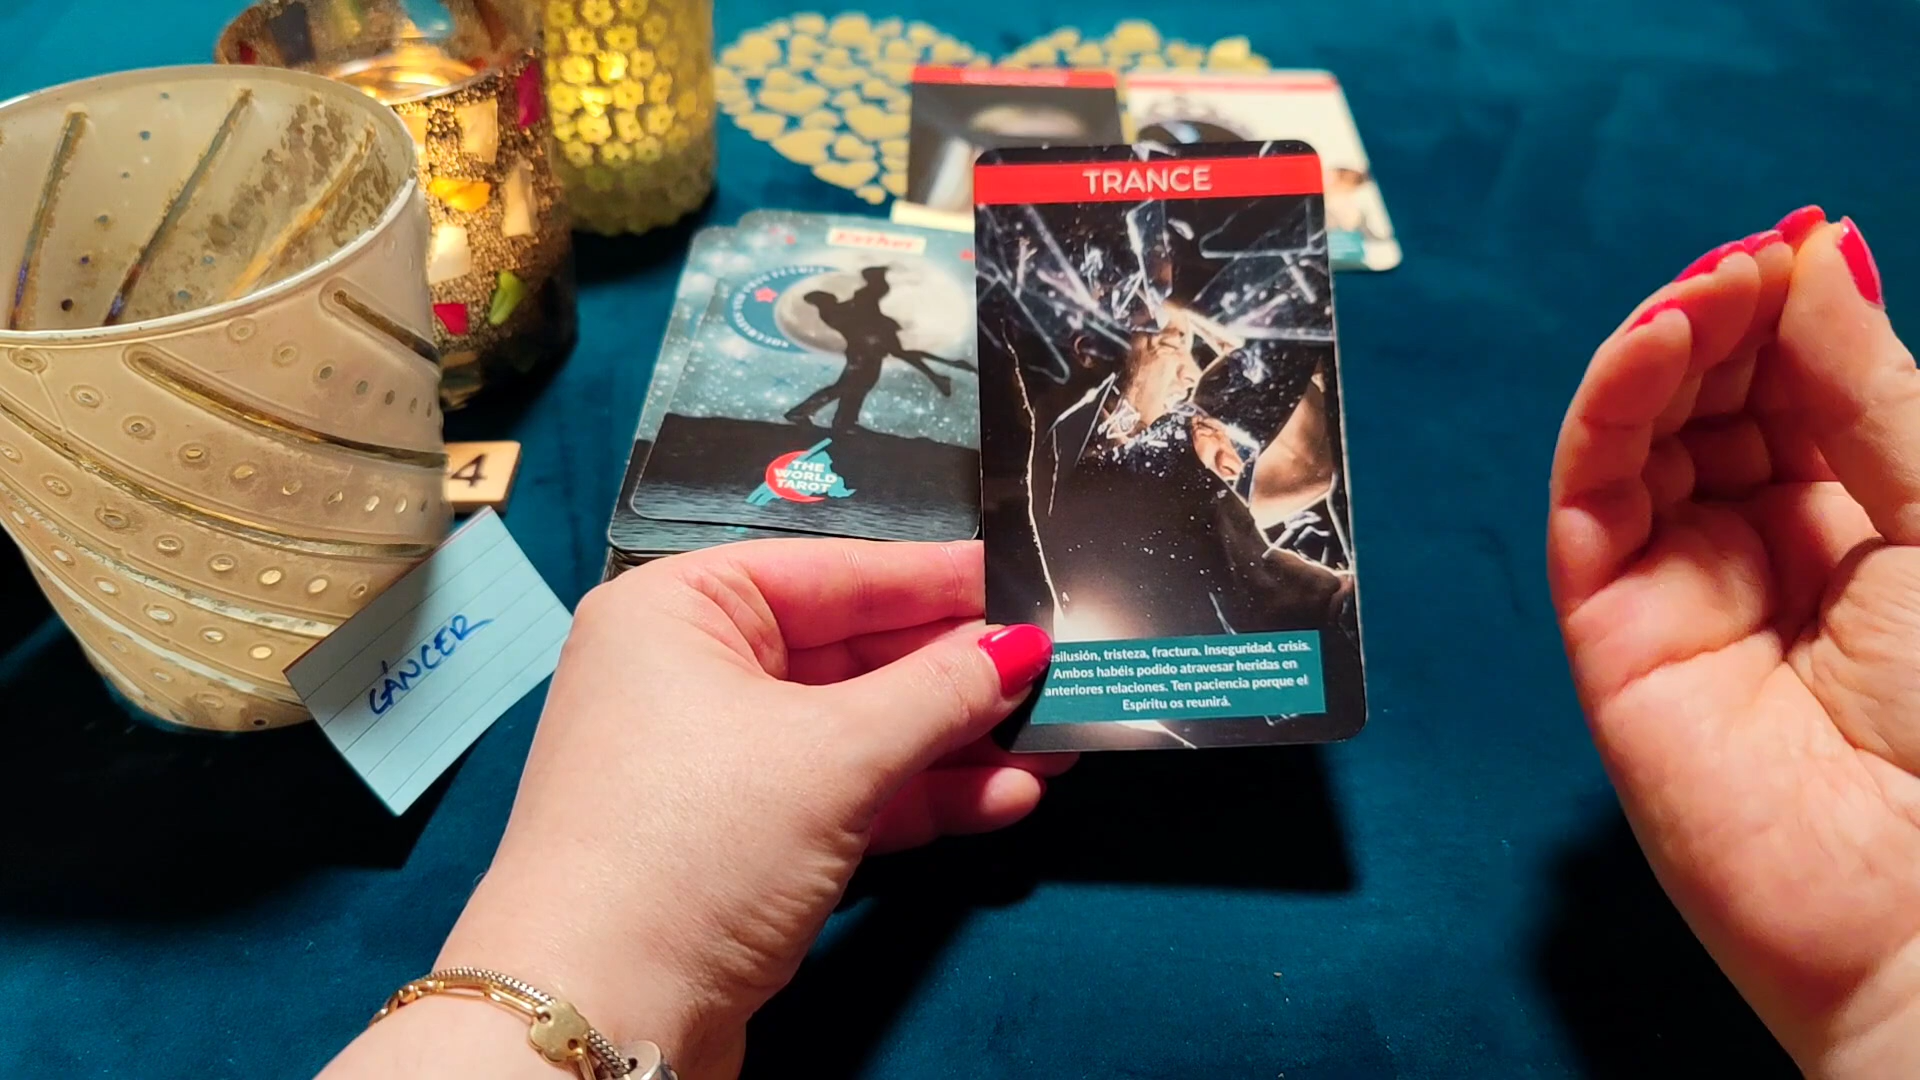 TRANCE
Esther
THE
WORLD
TAROT
4
CÁNCER
esilusión, tristeza, fractura. Inseguridad, crisis.
Ambos habéis podido atravesar heridas en
anteriores relaciones. Ten paciencia porque el
Espíritu os reunirá.